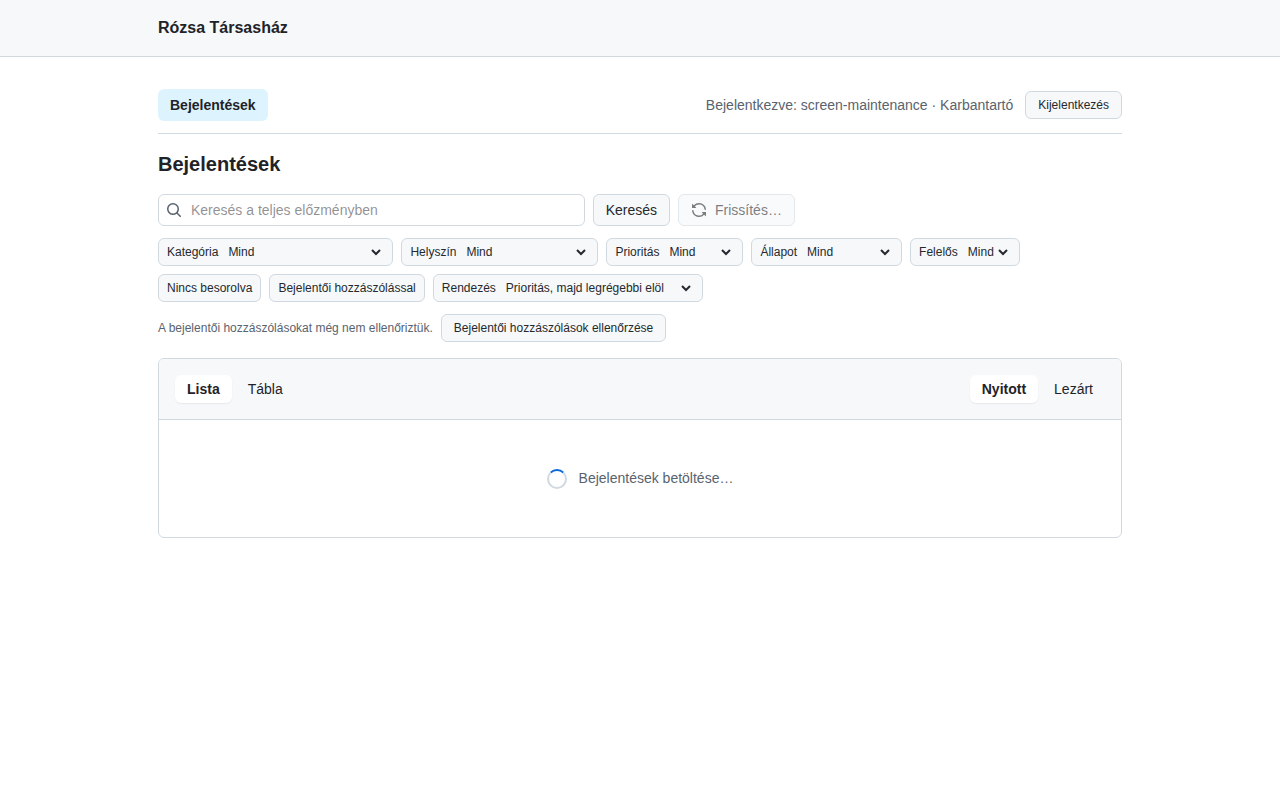 Rózsa Társasház
Bejelentések
Bejelentkezve: screen-maintenance · Karbantartó
Kijelentkezés
Bejelentések
Keresés a teljes előzményben
Keresés
Frissítés…
Kategória Mind
Helyszín Mind
Prioritás Mind
Állapot Mind
Felelős Mind
Nincs besorolva
Bejelentői hozzászólással
Rendezés Prioritás, majd legrégebbi elöl
A bejelentői hozzászólásokat még nem ellenőriztük.
Bejelentői hozzászólások ellenőrzése
Lista
Tábla
Nyitott
Lezárt
Bejelentések betöltése…